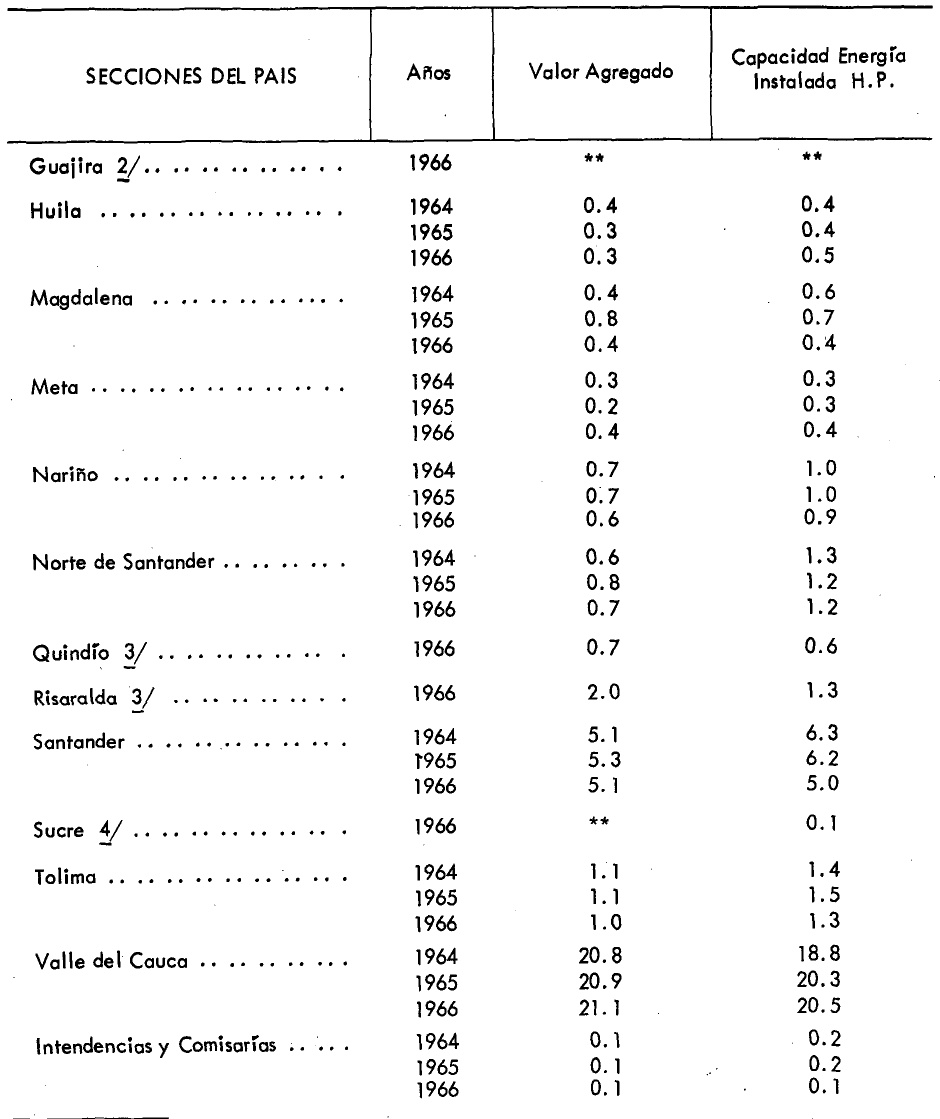 SECCIONES DEL PAIS Años Valor Agregado Capacidad Energía
Instalada H.P.
Guajira 2/.. .. .. .. .. .. .. 1966 ** **
Huila .. .. .. .. .. .. .. .. . 1964 0.4 0.4
1965 0.3 0.4
1966 0.3 0.5
Magdalena .. .. .. .. .. .. .. 1964 0.4 0.6
1965 0.8 0.7
1966 0.4 0.4
Meta .. .. .. .. .. .. .. .. .. 1964 0.3 0.3
1965 0.2 0.3
1966 0.4 0.4
Nariño .. .. .. .. .. .. .. .. . 1964 0.7 1.0
1965 0.7 1.0
1966 0.6 0.9
Norte de Santander .. .. .. .. . 1964 0.6 1.3
1965 0.8 1.2
1966 0.7 1.2
Quindío 3/ .. .. .. .. .. .. . 1966 0.7 0.6
Risaralda 3/ .. .. .. .. .. .. . 1966 2.0 1.3
Santander .. .. .. .. .. .. .. . 1964 5.1 6.3
1965 5.3 6.2
1966 5.1 5.0
Sucre 4/ .. .. .. .. .. .. .. . 1966 ** 0.1
Tolima .. .. .. .. .. .. .. .. . 1964 1.1 1.4
1965 1.1 1.5
1966 1.0 1.3
Valle del Cauca .. .. .. .. .. . 1964 20.8 18.8
1965 20.9 20.3
1966 21.1 20.5
Intendencias y Comisarías .. .. . 1964 0.1 0.2
1965 0.1 0.2
1966 0.1 0.1